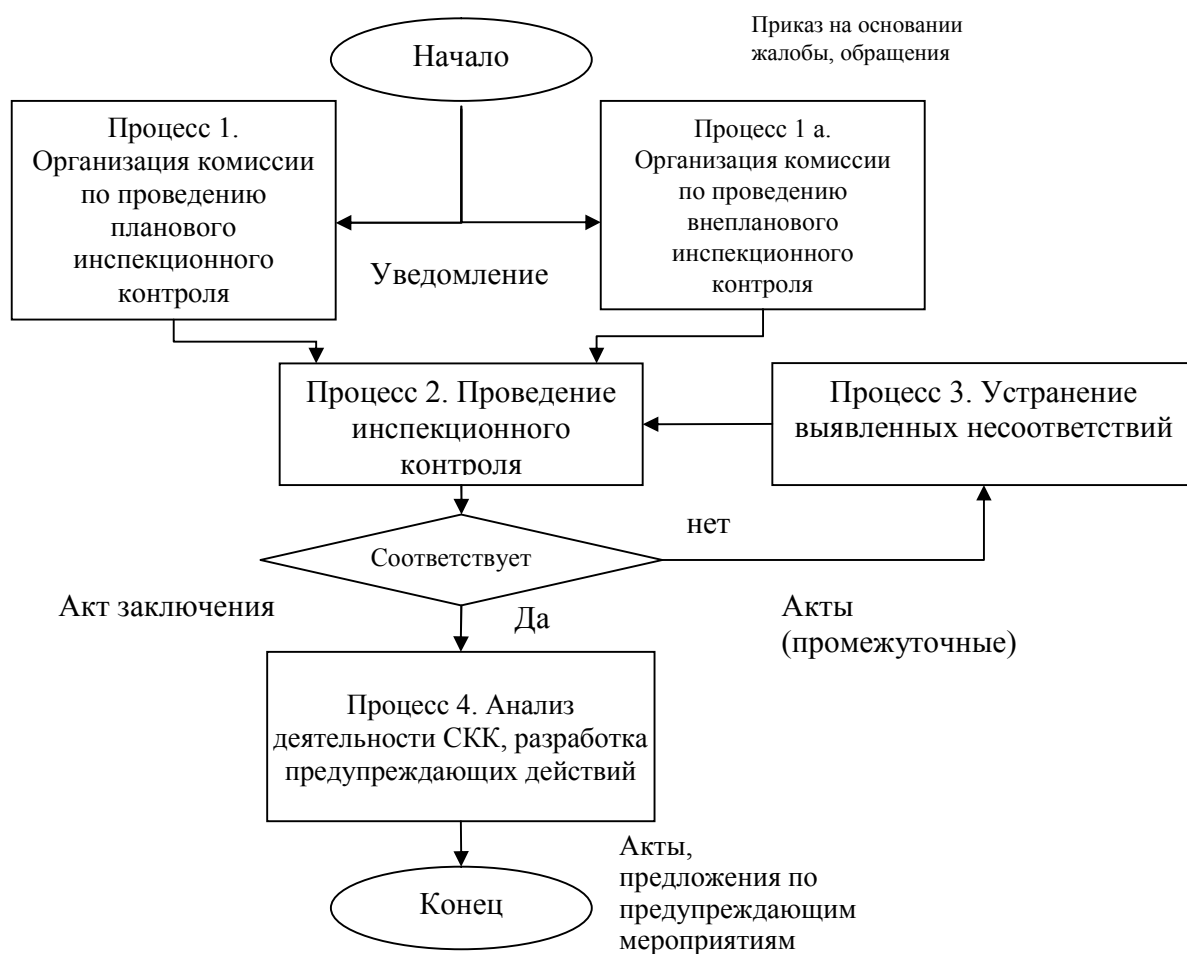 Начало
Приказ на основании
жалобы, обращения
Процесс 1.
Организация комиссии
по проведению
планового
инспекционного
контроля
Процесс 1 а.
Организация комиссии
по проведению
внепланового
инспекционного
контроля
Уведомление
Процесс 2. Проведение
инспекционного
контроля
Процесс 3. Устранение
выявленных несоответствий
Соответствует
нет
Акт заключения
Да
Акты
(промежуточные)
Процесс 4. Анализ
деятельности СКК, разработка
предупреждающих действий
Конец
Акты,
предложения по
предупреждающим
мероприятиям